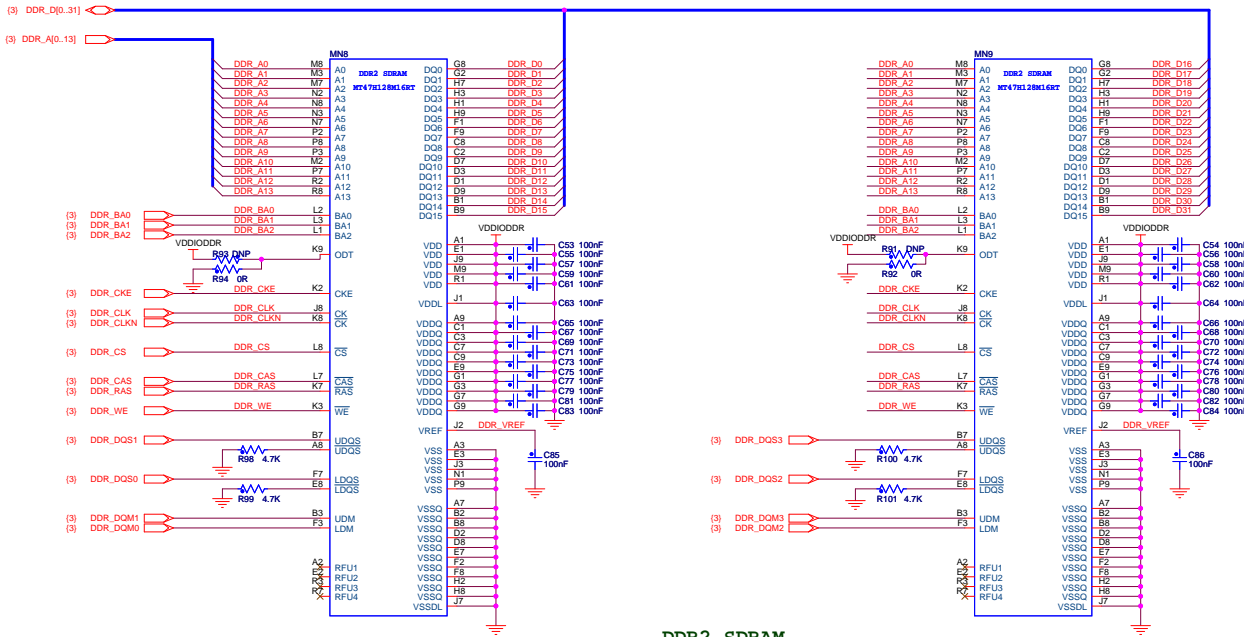 {3} DDR_D[0..31]
{3} DDR_A[0..13]
MN8
DDR2 SDRAM
MT47H128M16RT
DDR_A0 M8 A0 DQ0 G8 DDR_D0
DDR_A1 M3 A1 DQ1 G2 DDR_D1
DDR_A2 M7 A2 DQ2 H7 DDR_D2
DDR_A3 N2 A3 DQ3 H3 DDR_D3
DDR_A4 N8 A4 DQ4 H1 DDR_D4
DDR_A5 N3 A5 DQ5 H9 DDR_D5
DDR_A6 N7 A6 DQ6 F1 DDR_D6
DDR_A7 P2 A7 DQ7 F9 DDR_D7
DDR_A8 P8 A8 DQ8 C8 DDR_D8
DDR_A9 P3 A9 DQ9 C2 DDR_D9
DDR_A10 M2 A10 DQ10 D7 DDR_D10
DDR_A11 P7 A11 DQ11 D3 DDR_D11
DDR_A12 R2 A12 DQ12 D1 DDR_D12
DDR_A13 R8 A13 DQ13 D9 DDR_D13
DQ14 B1 DDR_D14
DQ15 B9 DDR_D15
{3} DDR_BA0 DDR_BA0 L2 BA0
{3} DDR_BA1 DDR_BA1 L3 BA1
{3} DDR_BA2 DDR_BA2 L1 BA2
VDDIODDR
R93 DNP
R94 0R
K9 ODT
{3} DDR_CKE DDR_CKE K2 CKE
{3} DDR_CLK DDR_CLK J8 CK
{3} DDR_CLKN DDR_CLKN K8 CK
{3} DDR_CS DDR_CS L8 CS
{3} DDR_CAS DDR_CAS L7 CAS
{3} DDR_RAS DDR_RAS K7 RAS
{3} DDR_WE DDR_WE K3 WE
{3} DDR_DQS1 B7 UDQS
A8 UDQS
R98 4.7K
{3} DDR_DQS0 F7 LDQS
E8 LDQS
R99 4.7K
{3} DDR_DQM1 B3 UDM
{3} DDR_DQM0 F3 LDM
A2 RFU1
E2 RFU2
R3 RFU3
R7 RFU4
VDDIODDR
VDD A1 C53 100nF
VDD E1 C55 100nF
VDD J9 C57 100nF
VDD M9 C59 100nF
VDD R1 C61 100nF
VDDL J1 C63 100nF
VDDQ A9 C65 100nF
VDDQ C1 C67 100nF
VDDQ C3 C69 100nF
VDDQ C7 C71 100nF
VDDQ C9 C73 100nF
VDDQ E9 C75 100nF
VDDQ G1 C77 100nF
VDDQ G3 C79 100nF
VDDQ G7 C81 100nF
VDDQ G9 C83 100nF
VREF J2 DDR_VREF
C85
100nF
VSS A3
VSS E3
VSS J3
VSS N1
VSS P9
VSSQ A7
VSSQ B2
VSSQ B8
VSSQ D2
VSSQ D8
VSSQ E7
VSSQ F2
VSSQ F8
VSSQ H2
VSSQ H8
VSSDL J7
MN9
DDR2 SDRAM
MT47H128M16RT
DDR_A0 M8 A0 DQ0 G8 DDR_D16
DDR_A1 M3 A1 DQ1 G2 DDR_D17
DDR_A2 M7 A2 DQ2 H7 DDR_D18
DDR_A3 N2 A3 DQ3 H3 DDR_D19
DDR_A4 N8 A4 DQ4 H1 DDR_D20
DDR_A5 N3 A5 DQ5 H9 DDR_D21
DDR_A6 N7 A6 DQ6 F1 DDR_D22
DDR_A7 P2 A7 DQ7 F9 DDR_D23
DDR_A8 P8 A8 DQ8 C8 DDR_D24
DDR_A9 P3 A9 DQ9 C2 DDR_D25
DDR_A10 M2 A10 DQ10 D7 DDR_D26
DDR_A11 P7 A11 DQ11 D3 DDR_D27
DDR_A12 R2 A12 DQ12 D1 DDR_D28
DDR_A13 R8 A13 DQ13 D9 DDR_D29
DQ14 B1 DDR_D30
DQ15 B9 DDR_D31
DDR_BA0 L2 BA0
DDR_BA1 L3 BA1
DDR_BA2 L1 BA2
VDDIODDR
R91 DNP
R92 0R
K9 ODT
DDR_CKE K2 CKE
DDR_CLK J8 CK
DDR_CLKN K8 CK
DDR_CS L8 CS
DDR_CAS L7 CAS
DDR_RAS K7 RAS
DDR_WE K3 WE
{3} DDR_DQS3 B7 UDQS
A8 UDQS
R100 4.7K
{3} DDR_DQS2 F7 LDQS
E8 LDQS
R101 4.7K
{3} DDR_DQM3 B3 UDM
{3} DDR_DQM2 F3 LDM
A2 RFU1
E2 RFU2
R3 RFU3
R7 RFU4
VDDIODDR
VDD A1 C54 100n
VDD E1 C56 100n
VDD J9 C58 100n
VDD M9 C60 100n
VDD R1 C62 100n
VDDL J1 C64 100n
VDDQ A9 C66 100n
VDDQ C1 C68 100n
VDDQ C3 C70 100n
VDDQ C7 C72 100n
VDDQ C9 C74 100n
VDDQ E9 C76 100n
VDDQ G1 C78 100n
VDDQ G3 C80 100n
VDDQ G7 C82 100n
VDDQ G9 C84 100n
VREF J2 DDR_VREF
C86
100nF
VSS A3
VSS E3
VSS J3
VSS N1
VSS P9
VSSQ A7
VSSQ B2
VSSQ B8
VSSQ D2
VSSQ D8
VSSQ E7
VSSQ F2
VSSQ F8
VSSQ H2
VSSQ H8
VSSDL J7
DDR2 SDRAM